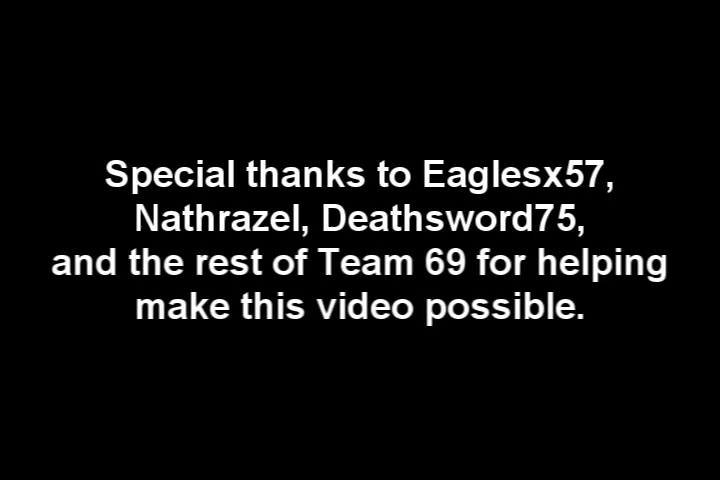 Special thanks to Eaglesx57,
Nathrazel, Deathsword75,
and the rest of Team 69 for helping
make this video possible.